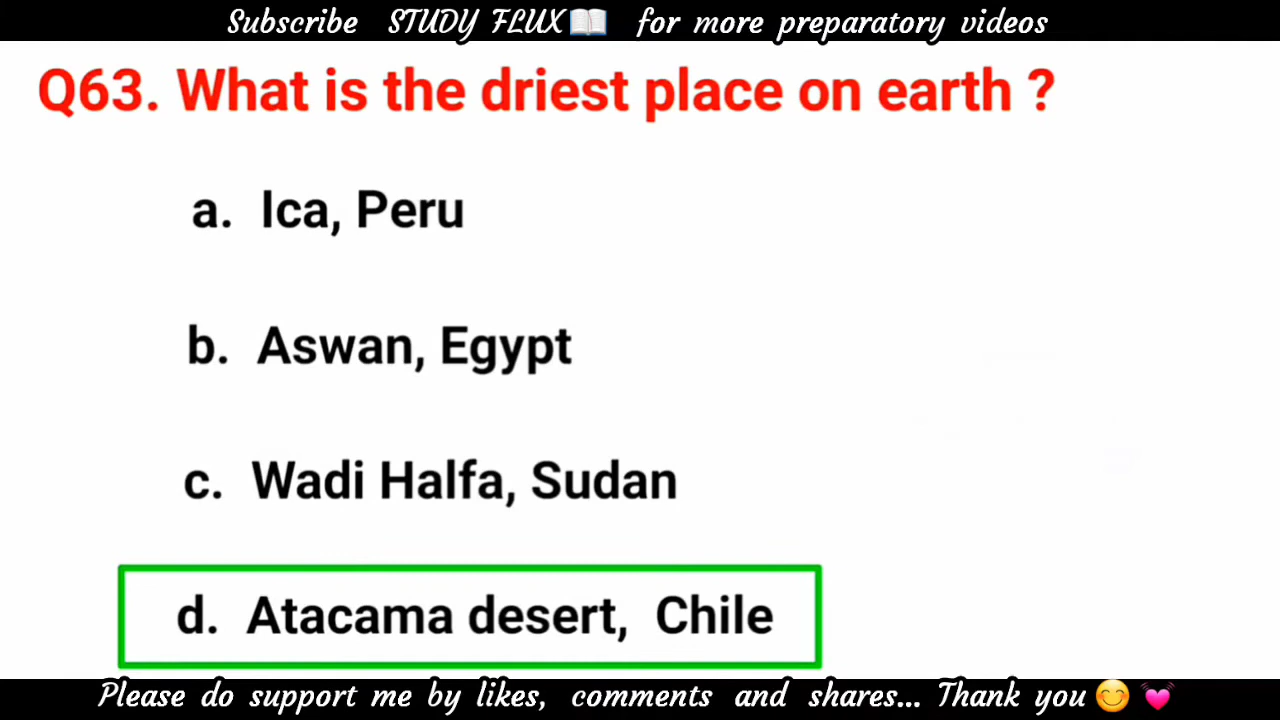 Subscribe STUDY FLUX📖 for more preparatory videos
Q63. What is the driest place on earth ?
a. Ica, Peru
b. Aswan, Egypt
c. Wadi Halfa, Sudan
d. Atacama desert, Chile
Please do support me by likes, comments and shares... Thank you😊 💓